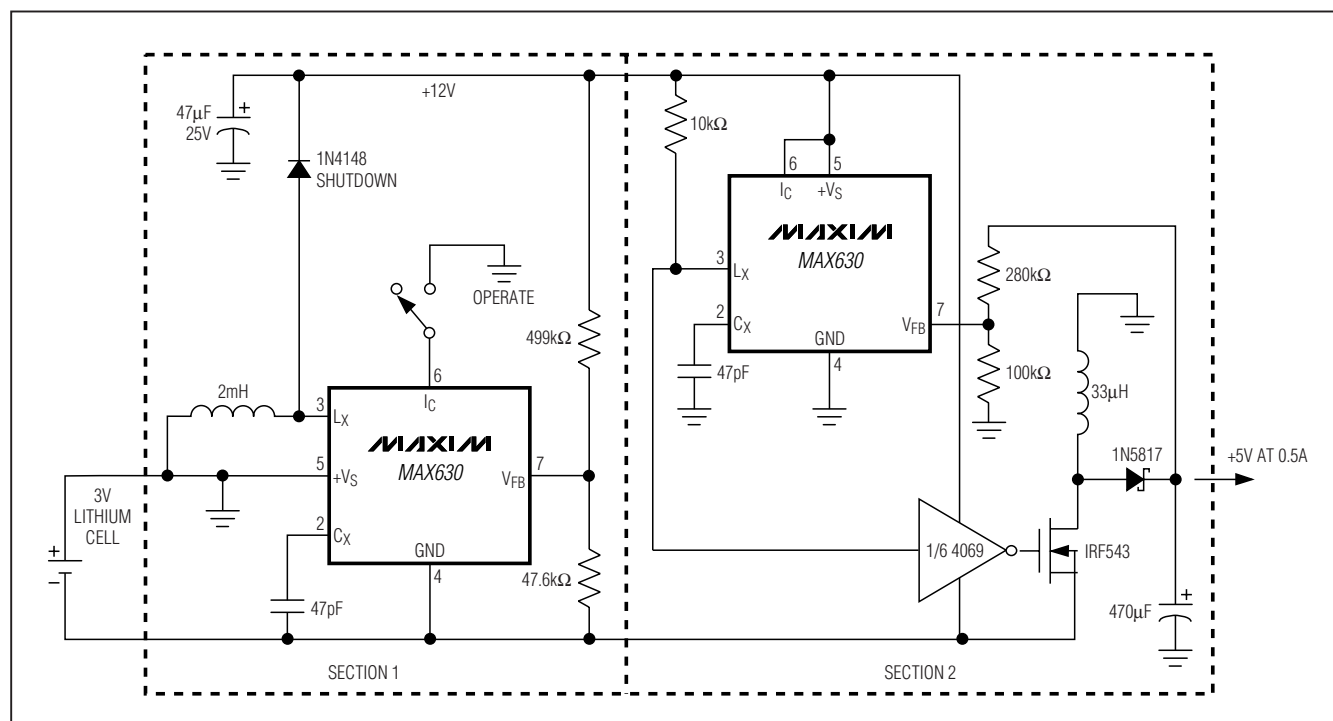 +12V
47µF
25V
1N4148
SHUTDOWN
OPERATE
499kΩ
2mH
3
LX
6
IC
MAXIM
MAX630
5
+VS
7
VFB
2
CX
GND
4
3V
LITHIUM
CELL
+
−
47pF
47.6kΩ
SECTION 1
10kΩ
6
IC
5
+VS
MAXIM
MAX630
3
LX
2
CX
7
VFB
GND
4
47pF
280kΩ
100kΩ
33µH
1N5817
+5V AT 0.5A
1/6 4069
IRF543
+
470µF
SECTION 2
+